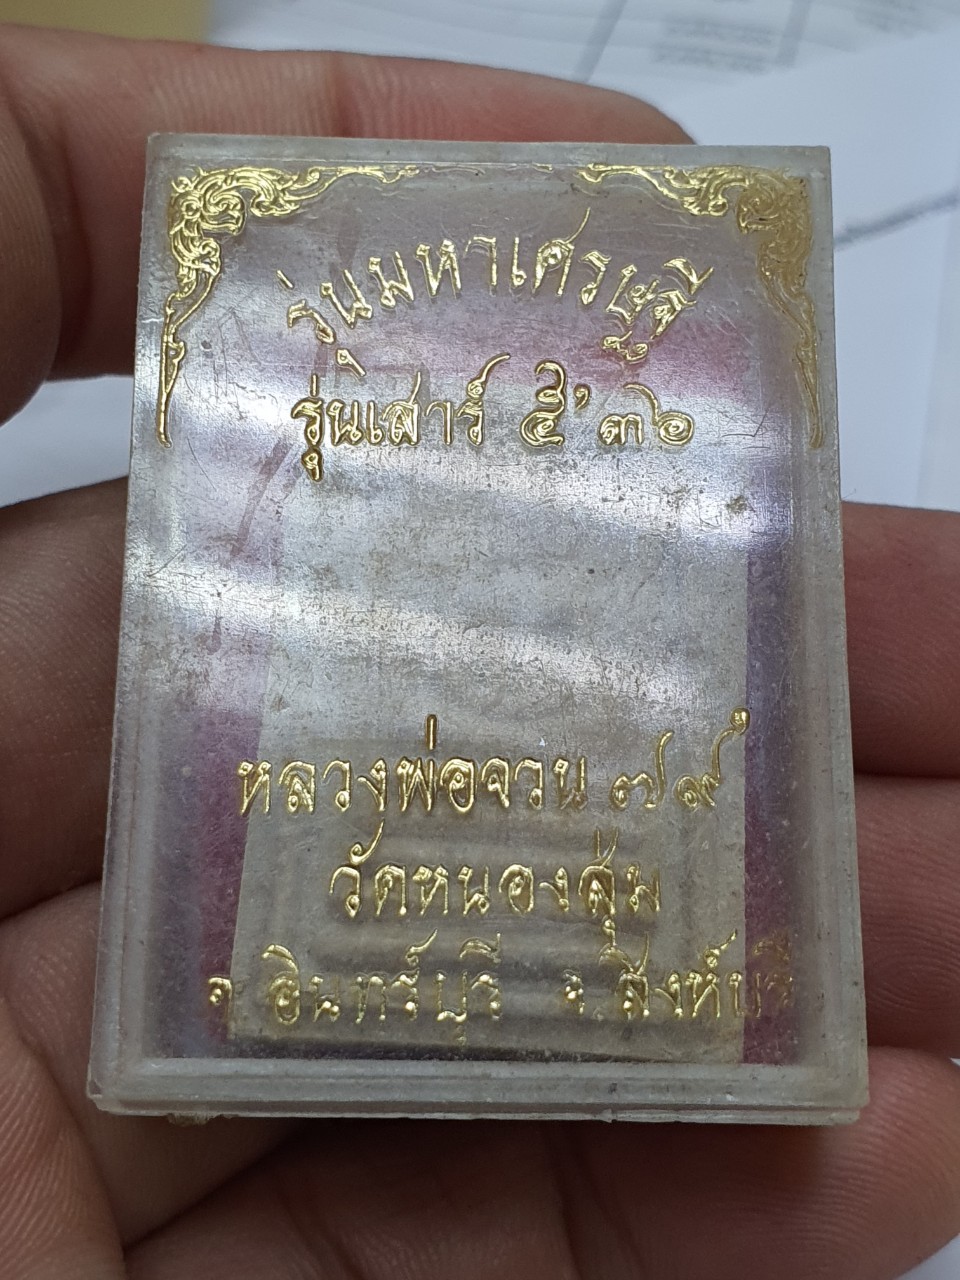 รุ่นมหาเศรษฐี
รุ่นเสาร์ ๕'๓๖
หลวงพ่อจวน ๗๙
วัดหนองสุ่ม
อ.อินทร์บุรี จ.สิงห์บุรี